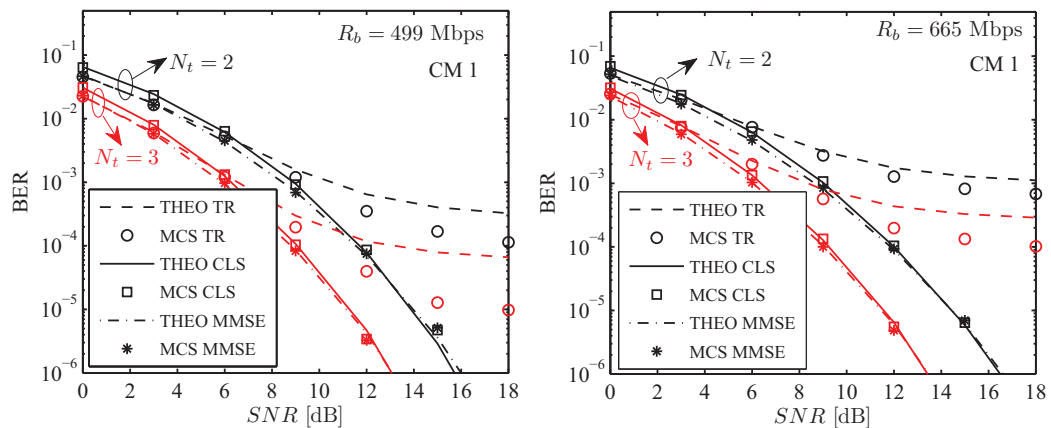 R_b = 499 Mbps
CM 1
N_t = 2
N_t = 3
BER
10^{-1}
10^{-2}
10^{-3}
10^{-4}
10^{-5}
10^{-6}
THEO TR
MCS TR
THEO CLS
MCS CLS
THEO MMSE
MCS MMSE
0 2 4 6 8 10 12 14 16 18
SNR [dB]
R_b = 665 Mbps
CM 1
N_t = 2
N_t = 3
BER
10^{-1}
10^{-2}
10^{-3}
10^{-4}
10^{-5}
10^{-6}
THEO TR
MCS TR
THEO CLS
MCS CLS
THEO MMSE
MCS MMSE
0 2 4 6 8 10 12 14 16 18
SNR [dB]